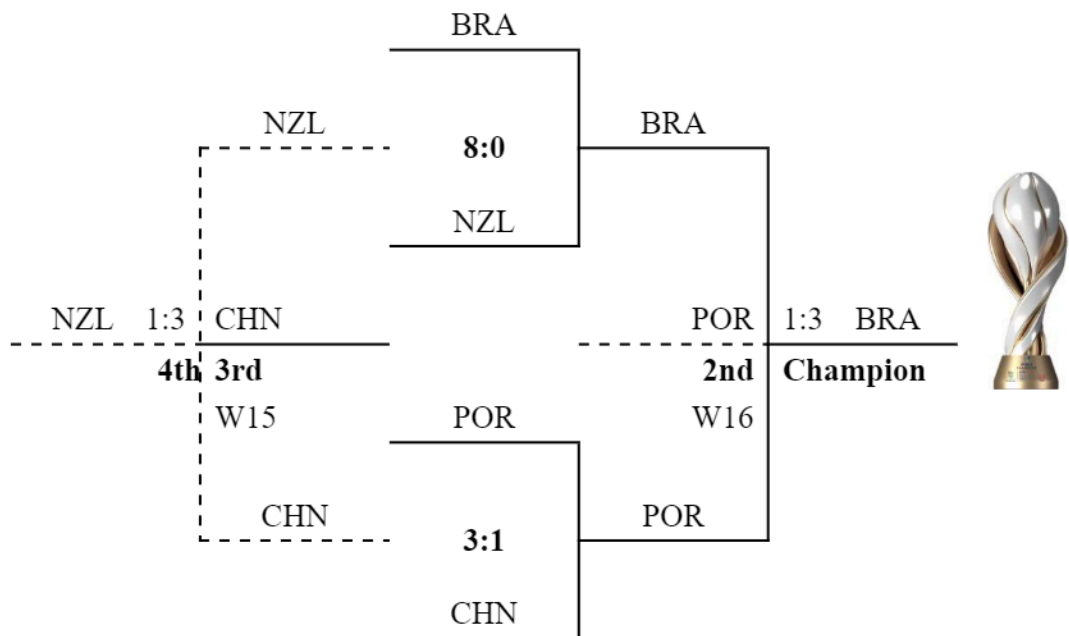 BRA
NZL
8:0
BRA
NZL
NZL 1:3 CHN
4th 3rd
W15
POR 1:3 BRA
2nd Champion
W16
POR
CHN
3:1
POR
CHN